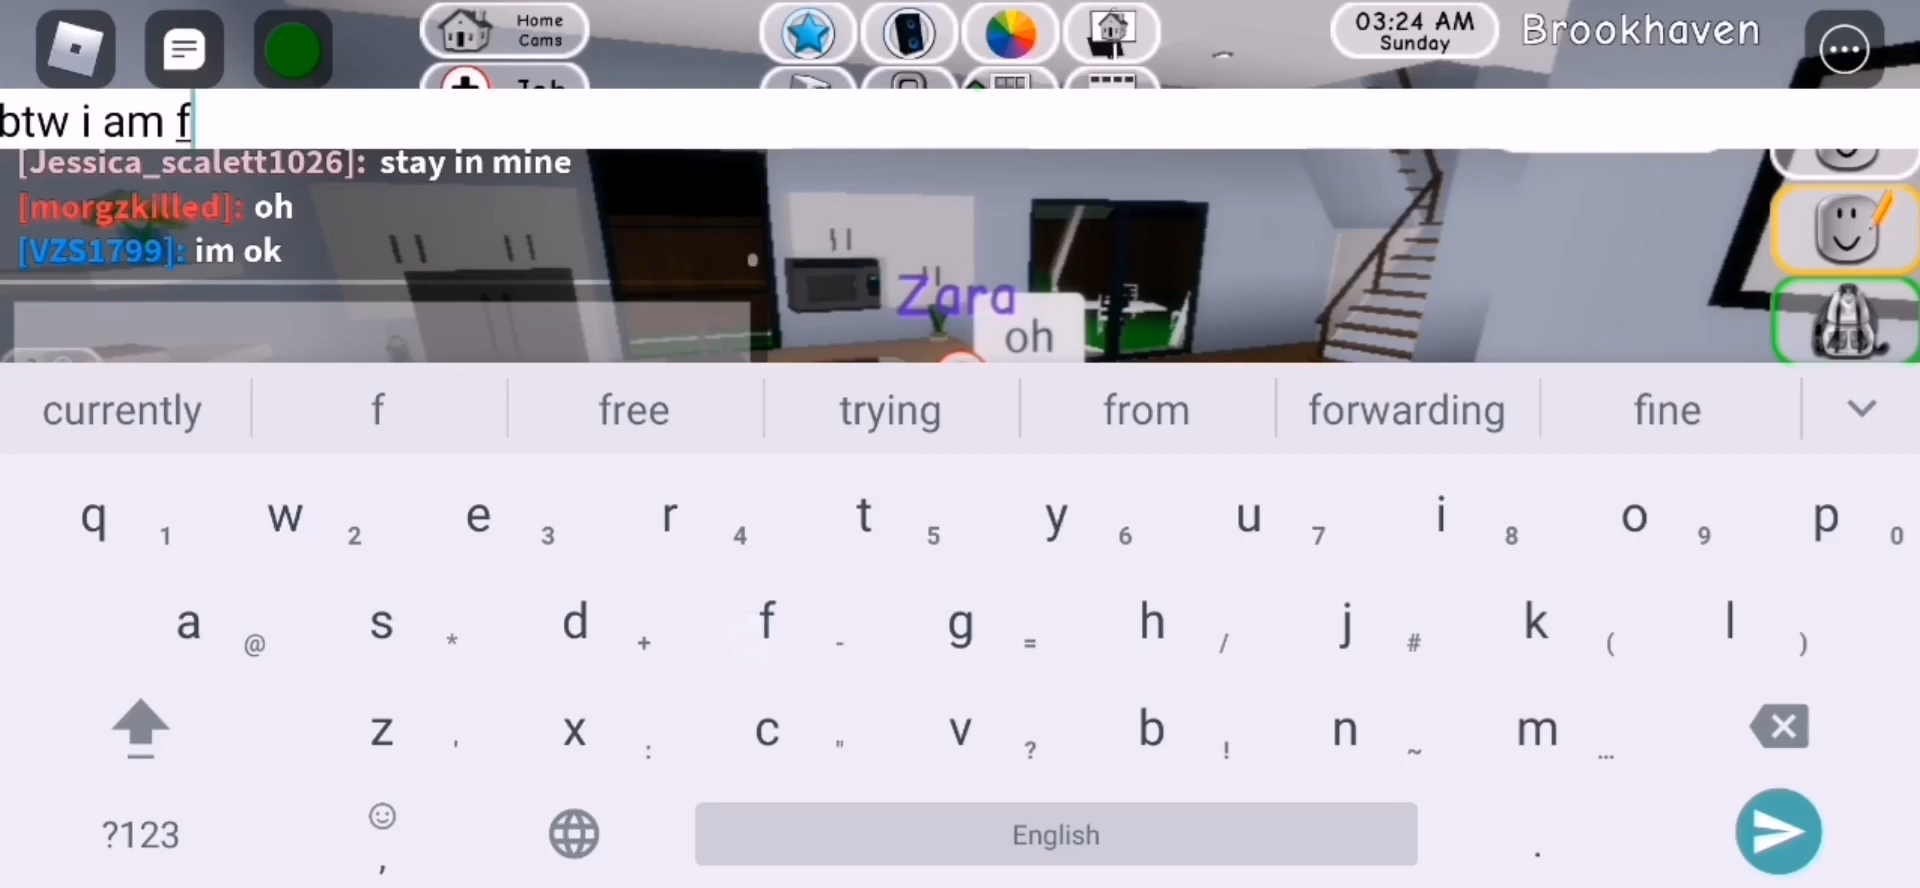 Home
Cams
03:24 AM
Sunday
Brookhaven
btw i am f
[Jessica_scalett1026]: stay in mine
[morgzkilled]: oh
[VZS1799]: im ok
Zara
oh
currently f free trying from forwarding fine
q 1 w 2 e 3 r 4 t 5 y 6 u 7 i 8 o 9 p 0
a @ s * d + f - g = h / j # k ( l )
z ' x : c " v ? b ! n ~ m ...
?123 , English .